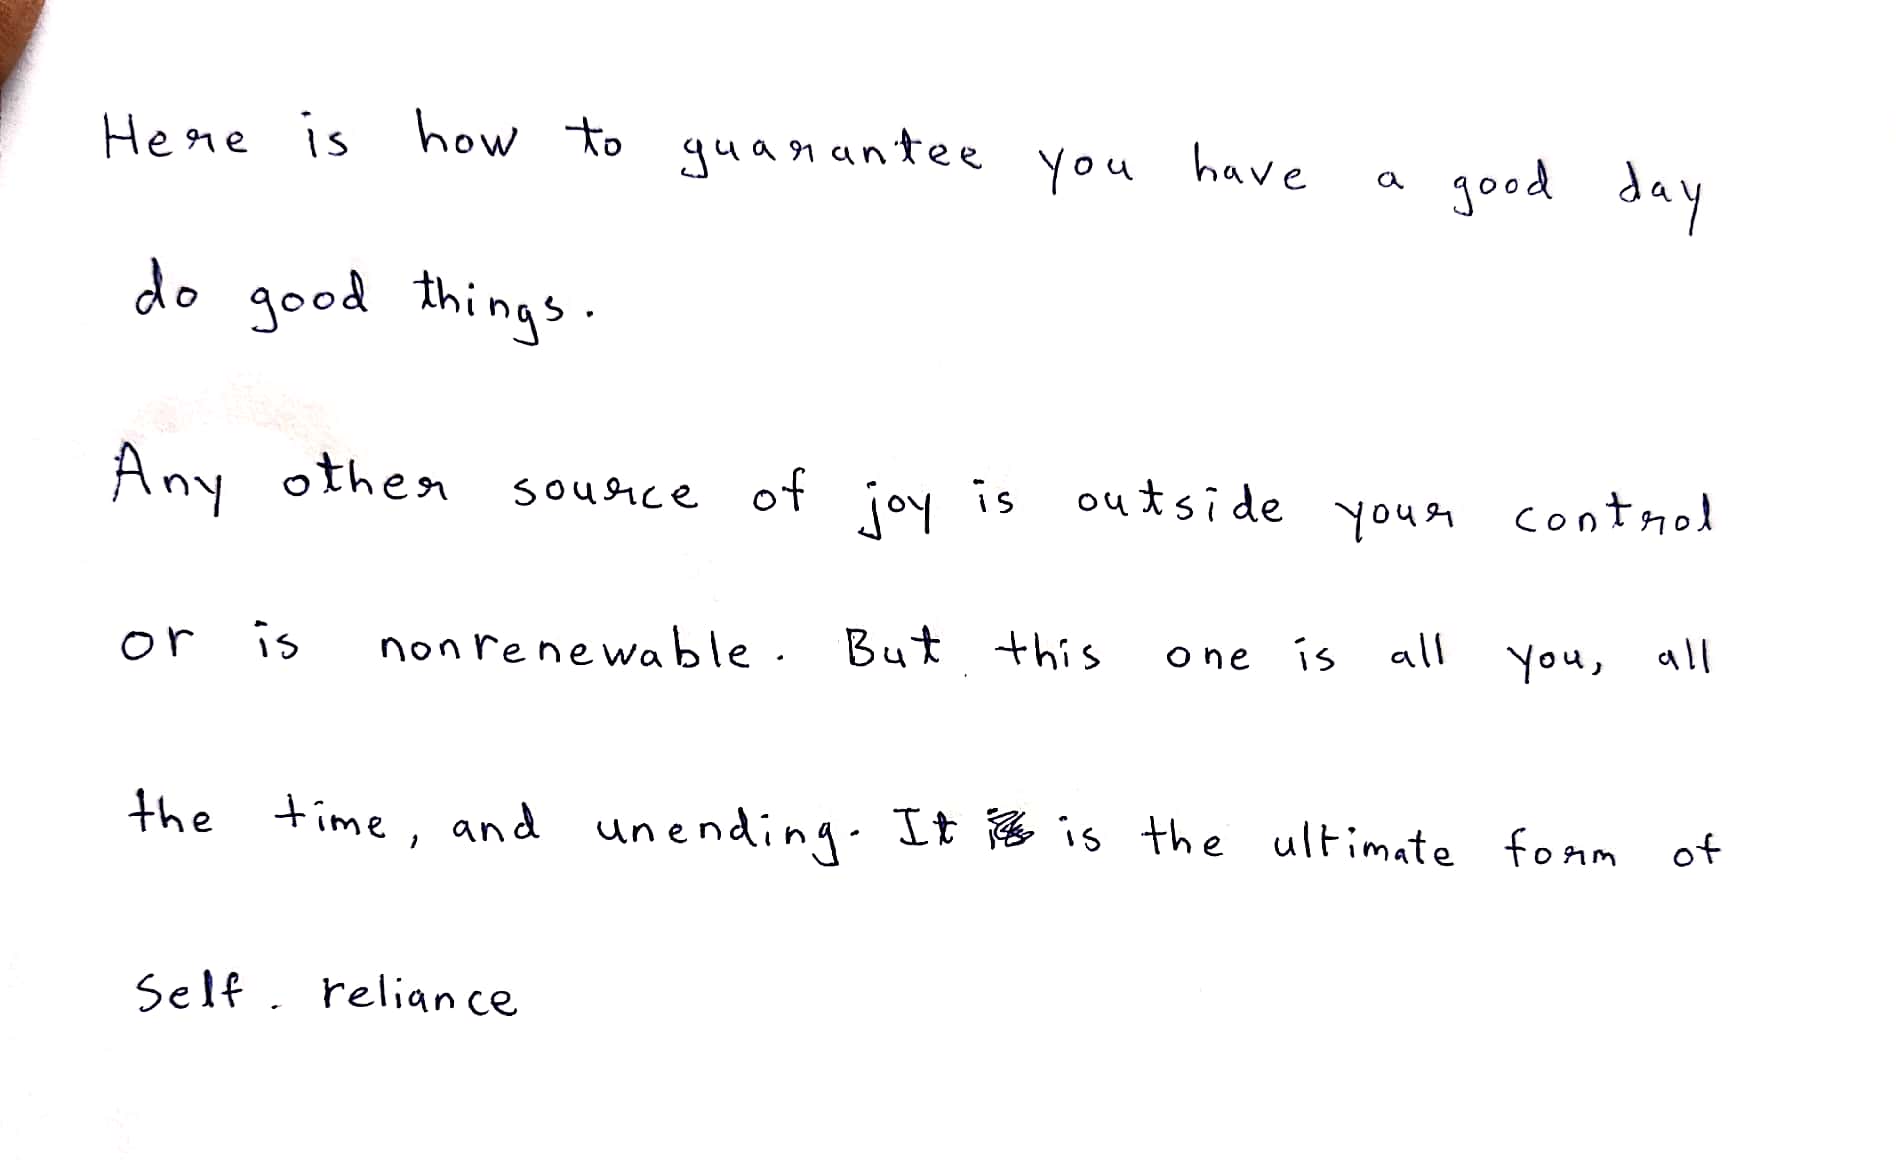 Here is how to guarantee you have a good day
do good things.
Any other source of joy is outside your control
or is nonrenewable. But this one is all you, all
the time, and unending. It is the ultimate form of
Self - reliance